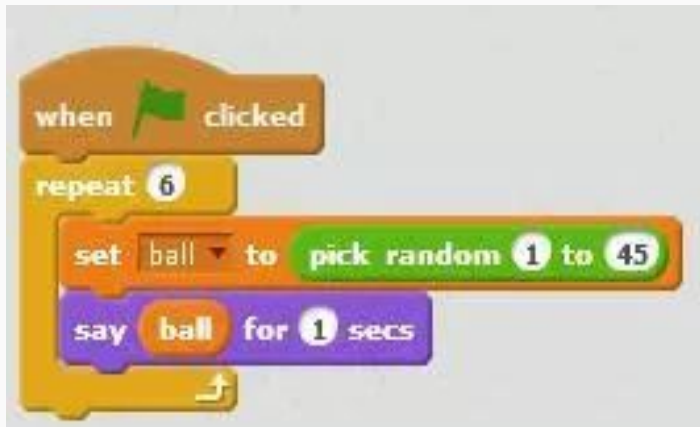 when clicked
repeat 6
set ball to pick random 1 to 45
say ball for 1 secs